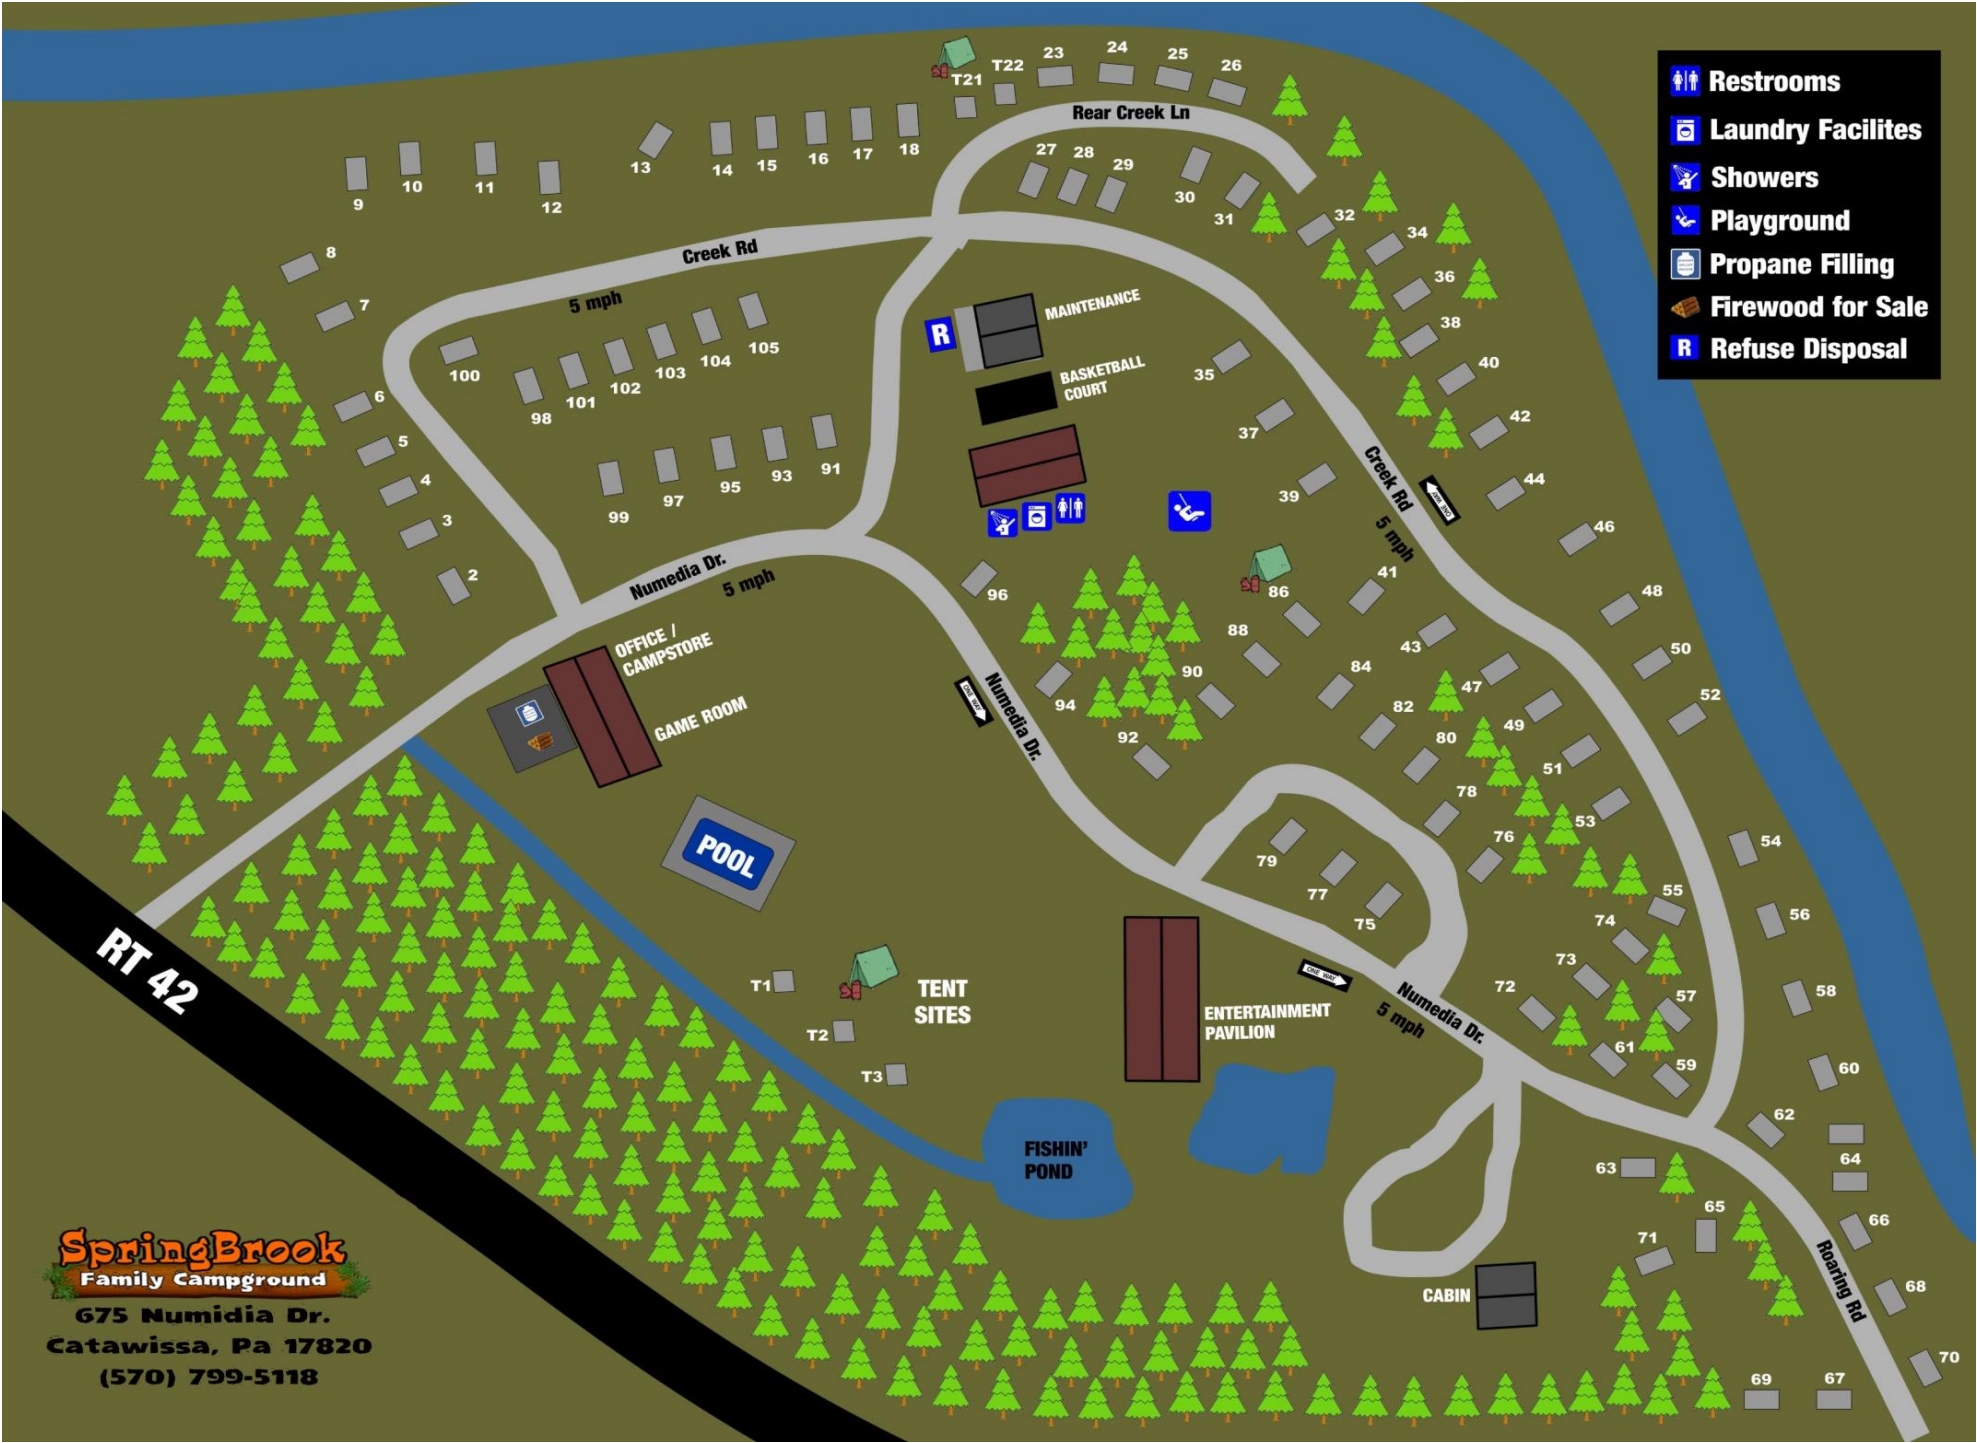 23
24
25
26
T22
T21
Rear Creek Ln
Restrooms
Laundry Facilites
Showers
Playground
Propane Filling
Firewood for Sale
R Refuse Disposal
9
10
11
12
13
14
15
16
17
18
27
28
29
30
31
32
34
36
38
40
42
44
46
48
50
52
54
56
58
60
62
64
66
68
70
8
7
6
5
4
3
2
Creek Rd
5 mph
100
98
101
102
103
104
105
99
97
95
93
91
R
MAINTENANCE
BASKETBALL
COURT
35
37
39
41
43
47
49
51
53
55
57
59
61
Creek Rd
5 mph
ONE WAY
Numedia Dr.
5 mph
96
94
92
90
88
86
84
82
80
78
76
74
73
72
OFFICE /
CAMPSTORE
GAME ROOM
ONE WAY
Numedia Dr.
POOL
79
77
75
T1
T2
T3
TENT
SITES
ENTERTAINMENT
PAVILION
ONE WAY
Numedia Dr.
5 mph
FISHIN'
POND
RT 42
63
65
71
69
67
CABIN
Roaring Rd
SpringBrook
Family Campground
675 Numidia Dr.
Catawissa, Pa 17820
(570) 799-5118